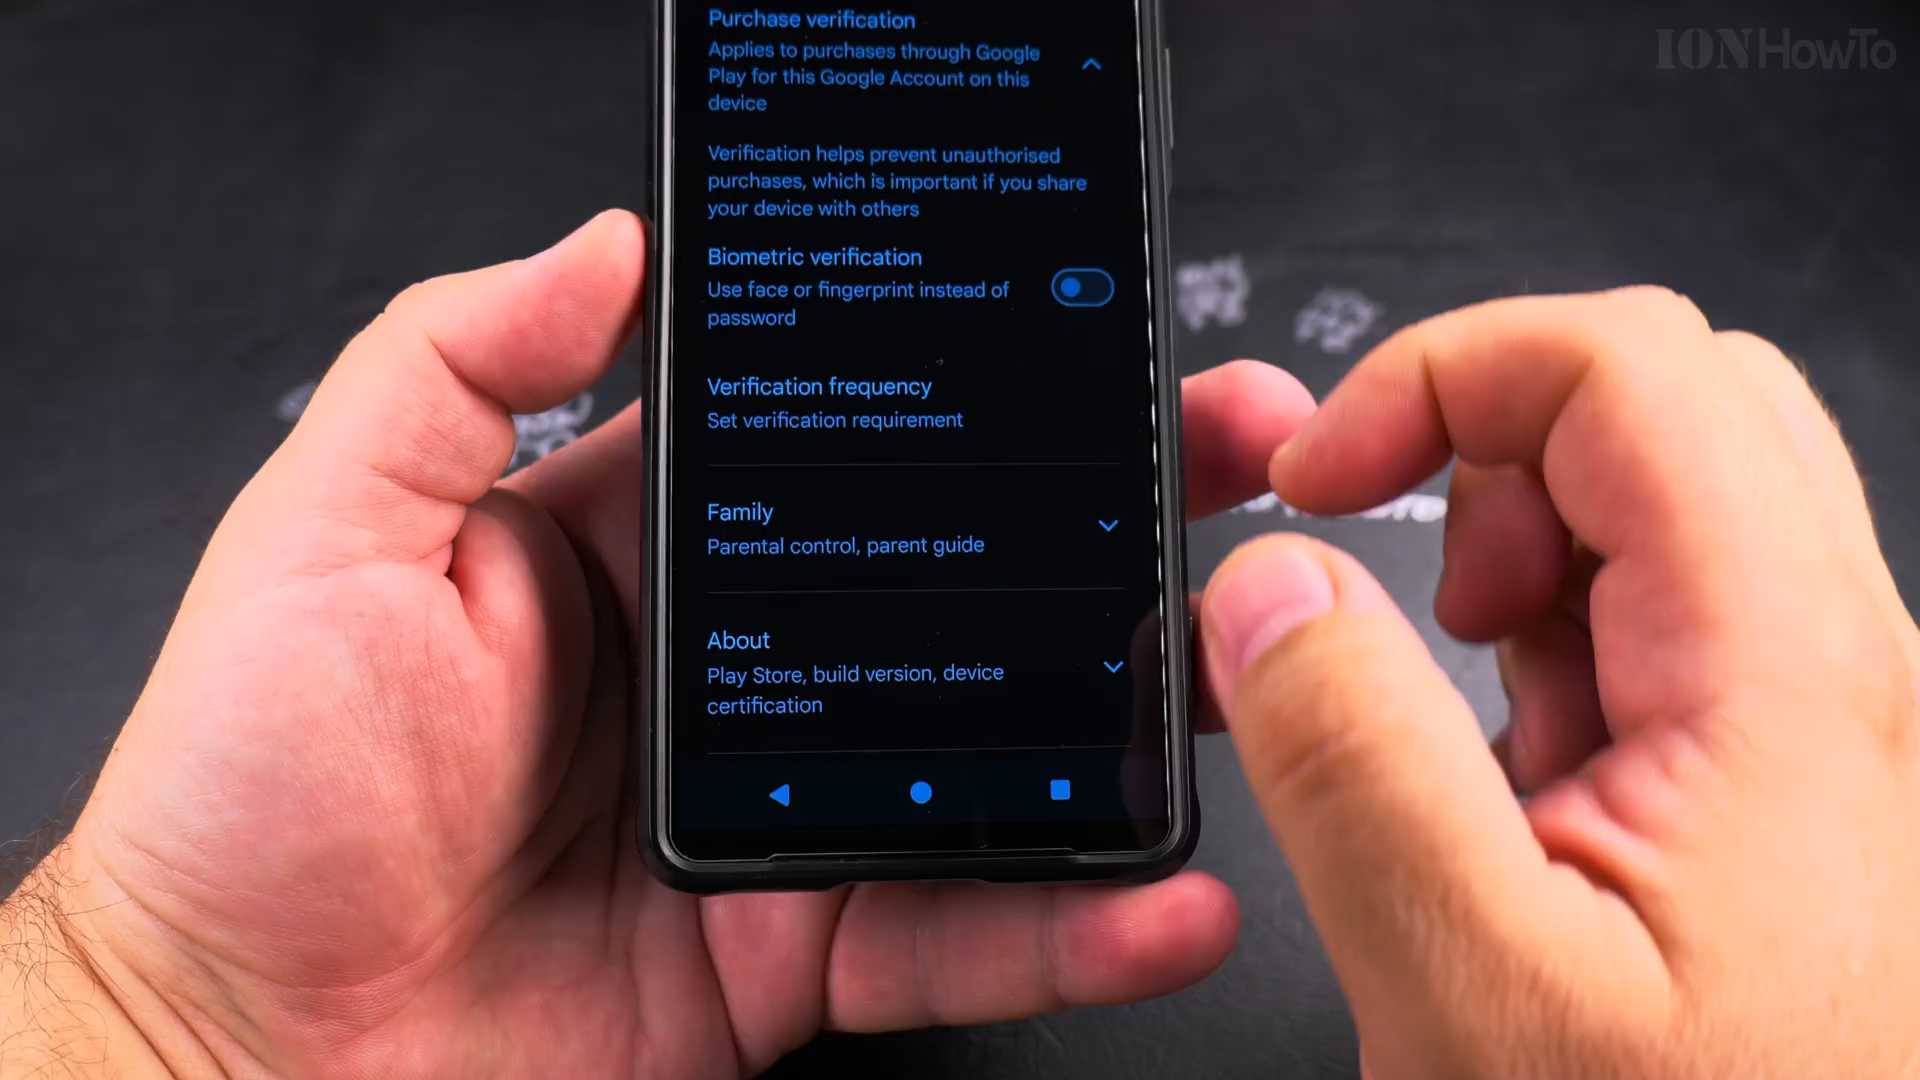 IONHowTo
Purchase verification
Applies to purchases through Google
Play for this Google Account on this
device
Verification helps prevent unauthorised
purchases, which is important if you share
your device with others
Biometric verification
Use face or fingerprint instead of
password
Verification frequency
Set verification requirement
Family
Parental control, parent guide
About
Play Store, build version, device
certification